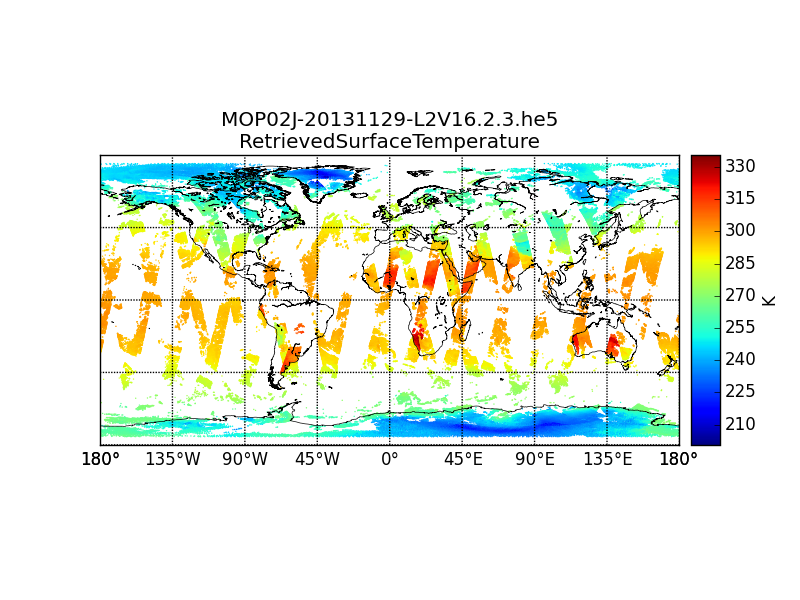 MOP02J-20131129-L2V16.2.3.he5
RetrievedSurfaceTemperature
330
315
300
285
270
255
240
225
210
K
180°
135°W
90°W
45°W
0°
45°E
90°E
135°E
180°